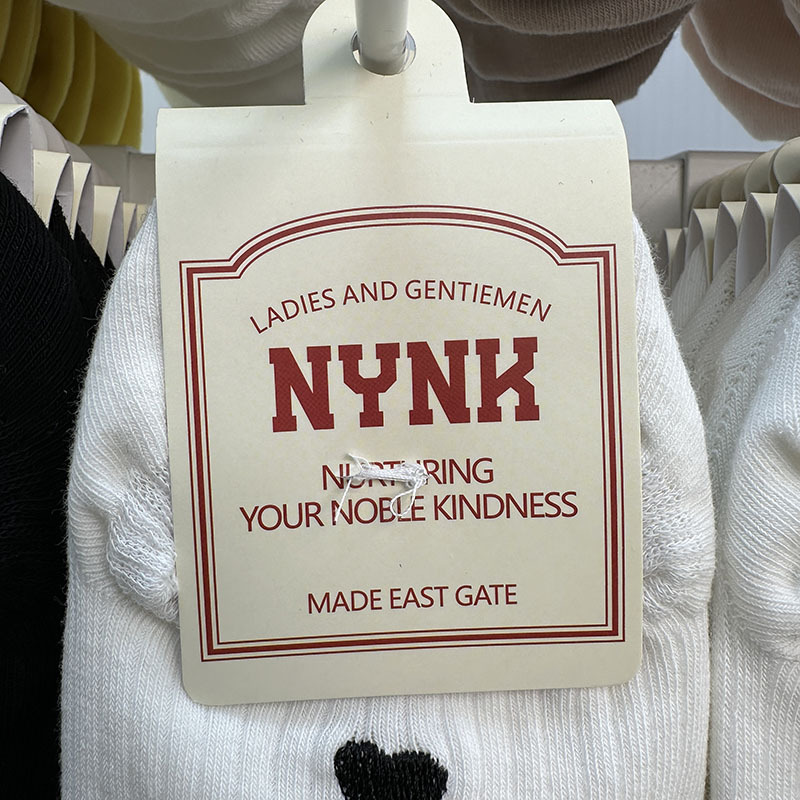 LADIES AND GENTIEMEN
NYNK
NURTURING
YOUR NOBLE KINDNESS
MADE EAST GATE